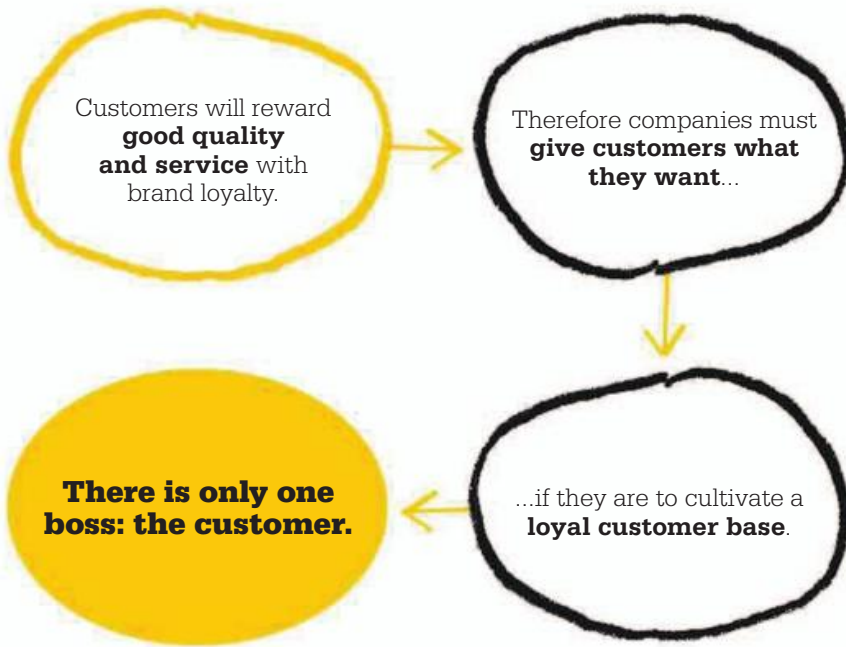 Customers will reward
good quality
and service with
brand loyalty.
Therefore companies must
give customers what
they want...
...if they are to cultivate a
loyal customer base.
There is only one
boss: the customer.